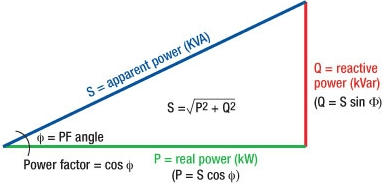 S = apparent power (KVA)
Q = reactive
power (kVar)
(Q = S sin Φ)
S = √P2 + Q2
ϕ = PF angle
Power factor = cos ϕ
P = real power (kW)
(P = S cos ϕ)